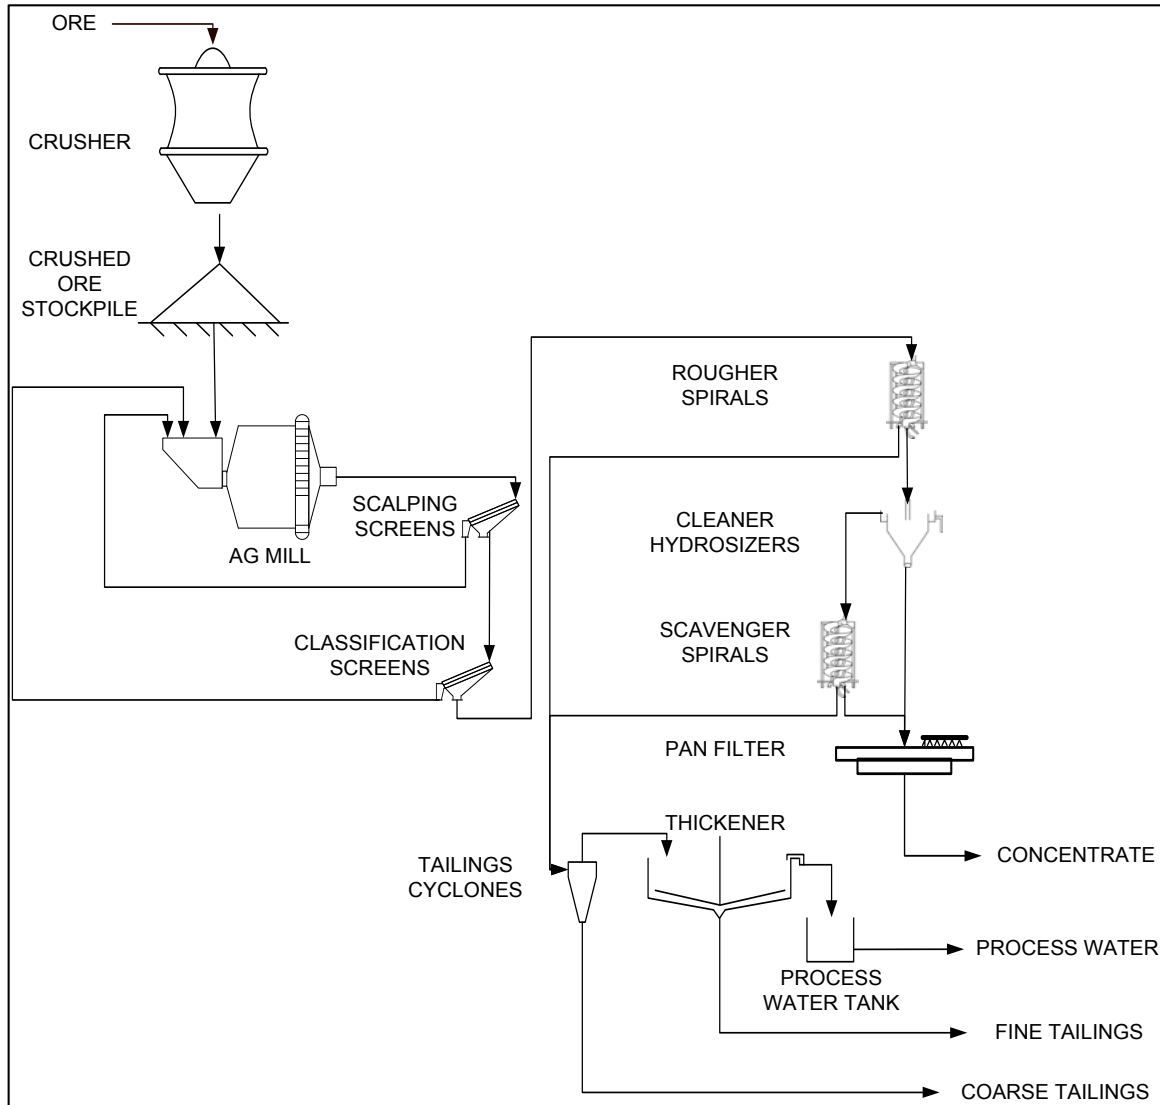 ORE
CRUSHER
CRUSHED
ORE
STOCKPILE
ROUGHER
SPIRALS
SCALPING
SCREENS
AG MILL
CLEANER
HYDROSIZERS
CLASSIFICATION
SCREENS
SCAVENGER
SPIRALS
PAN FILTER
THICKENER
TAILINGS
CYCLONES
CONCENTRATE
PROCESS WATER
PROCESS
WATER TANK
FINE TAILINGS
COARSE TAILINGS